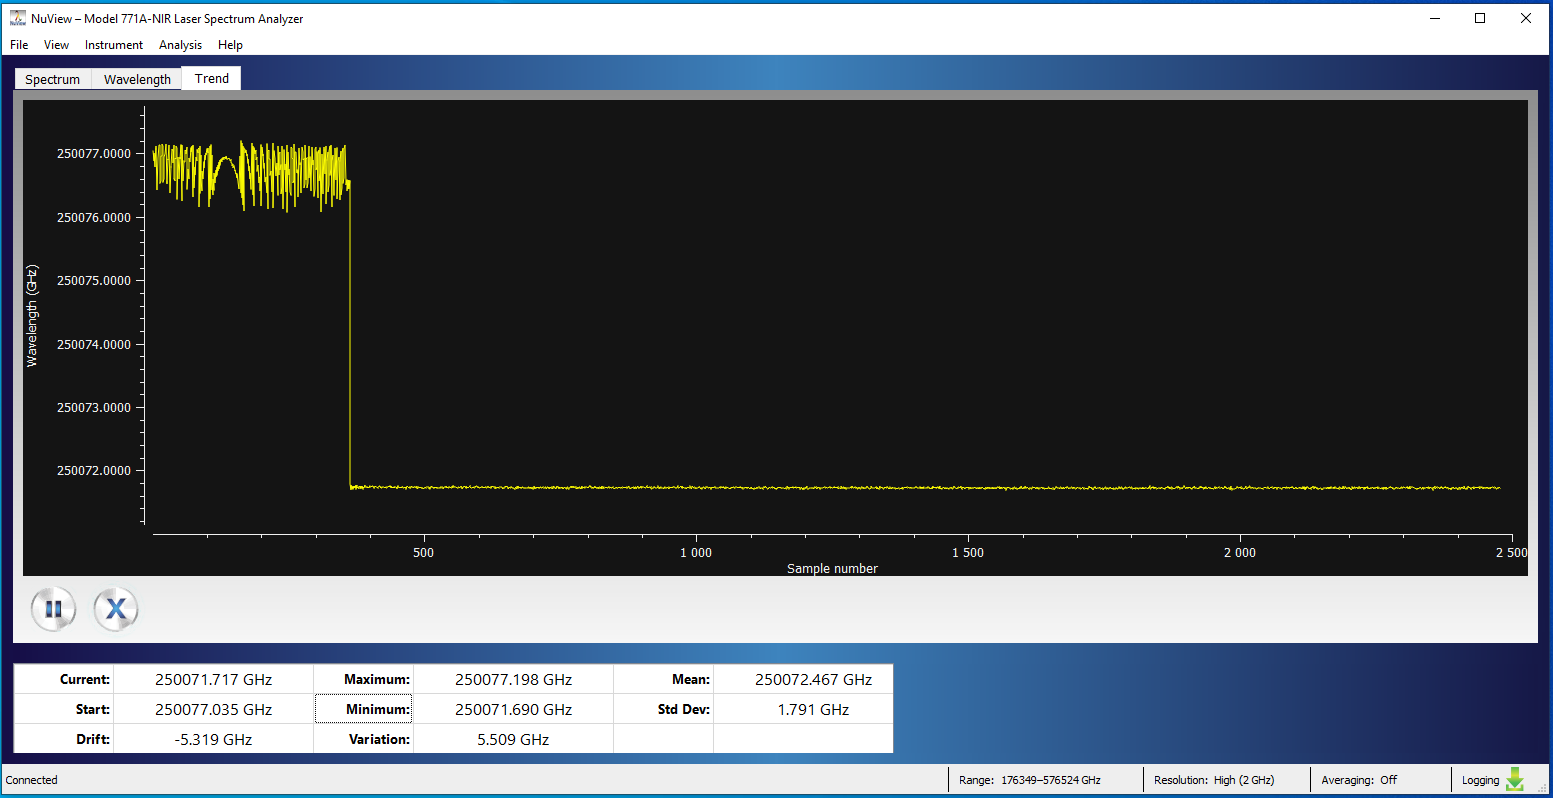 NuView – Model 771A-NIR Laser Spectrum Analyzer
File View Instrument Analysis Help
Spectrum Wavelength Trend
250077.0000
250076.0000
250075.0000
250074.0000
250073.0000
250072.0000
Wavelength (GHz)
500 1 000 1 500 2 000 2 500
Sample number
Current: 250071.717 GHz Maximum: 250077.198 GHz Mean: 250072.467 GHz
Start: 250077.035 GHz Minimum: 250071.690 GHz Std Dev: 1.791 GHz
Drift: -5.319 GHz Variation: 5.509 GHz
Connected Range: 176349–576524 GHz Resolution: High (2 GHz) Averaging: Off Logging